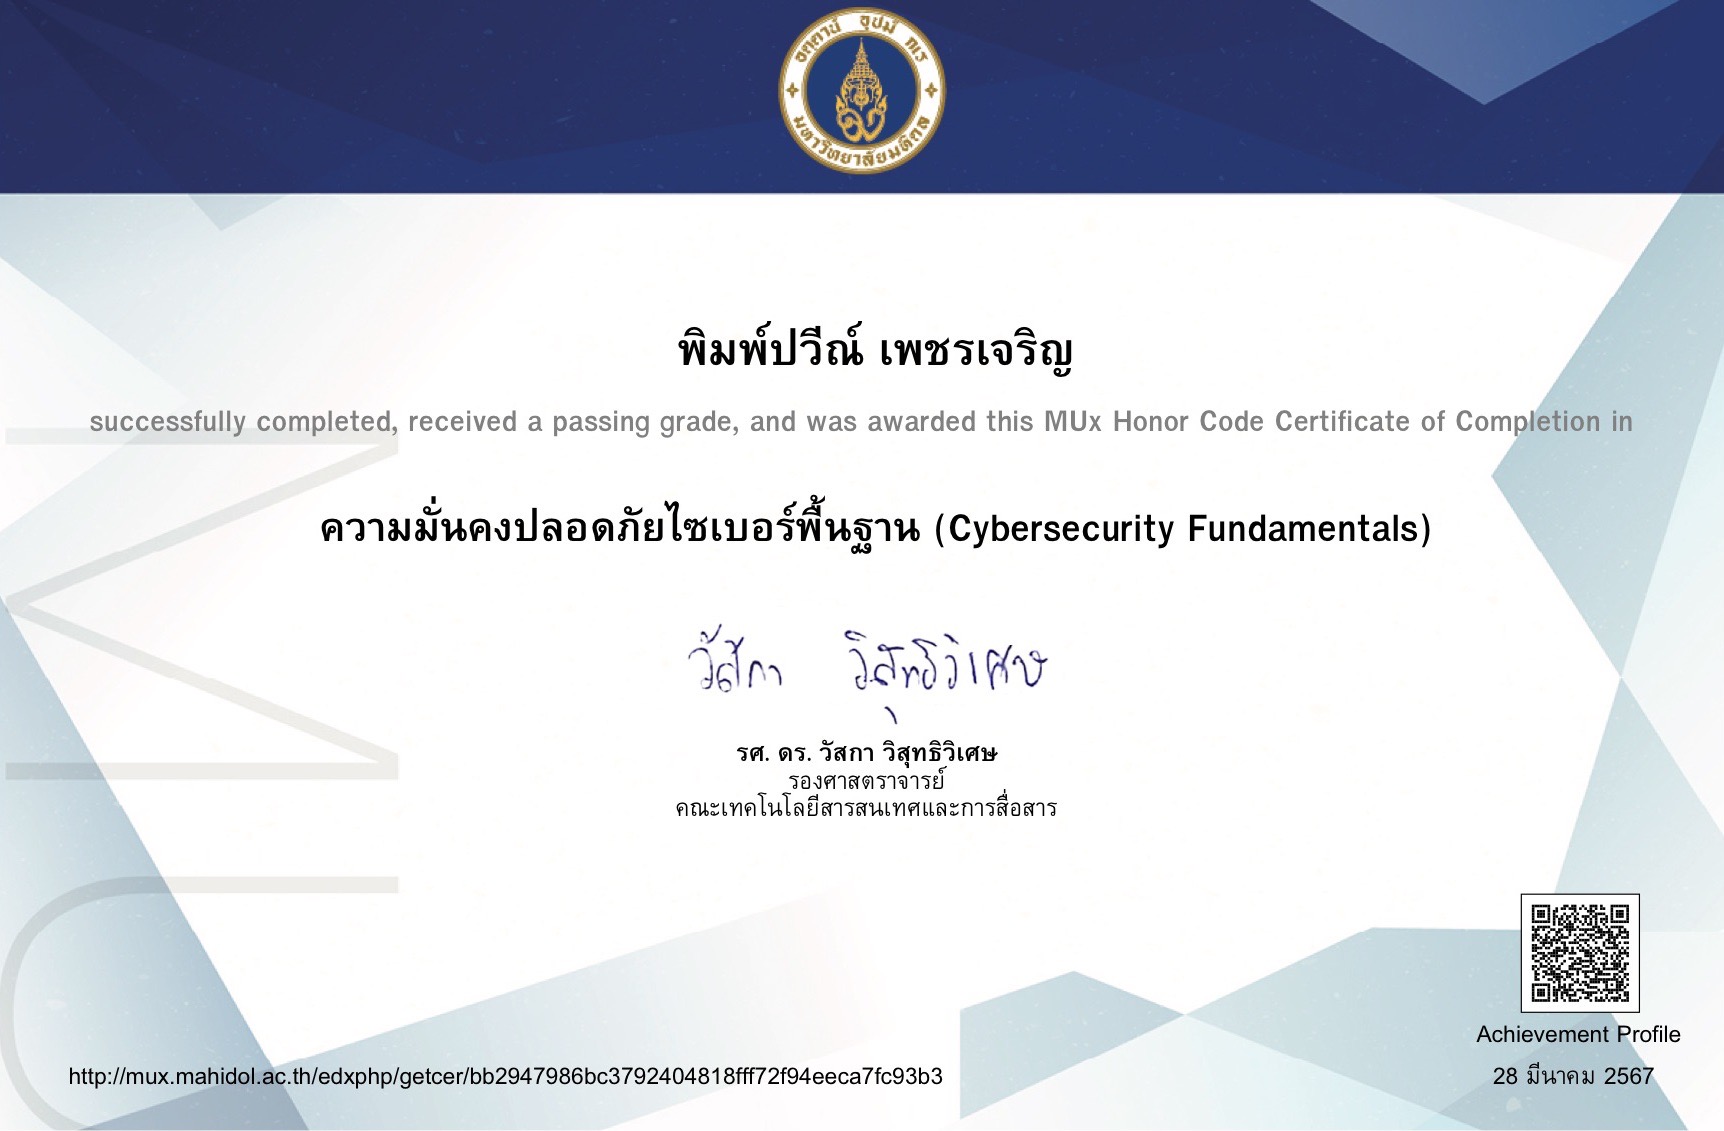 อตฺตานํ อุปมํ กเร
มหาวิทยาลัยมหิดล
พิมพ์ปวีณ์ เพชรเจริญ
successfully completed, received a passing grade, and was awarded this MUx Honor Code Certificate of Completion in
ความมั่นคงปลอดภัยไซเบอร์พื้นฐาน (Cybersecurity Fundamentals)
วัสกา วิสุทธิวิเศษ
รศ. ดร. วัสกา วิสุทธิวิเศษ
รองศาสตราจารย์
คณะเทคโนโลยีสารสนเทศและการสื่อสาร
Achievement Profile
http://mux.mahidol.ac.th/edxphp/getcer/bb2947986bc3792404818fff72f94eeca7fc93b3
28 มีนาคม 2567